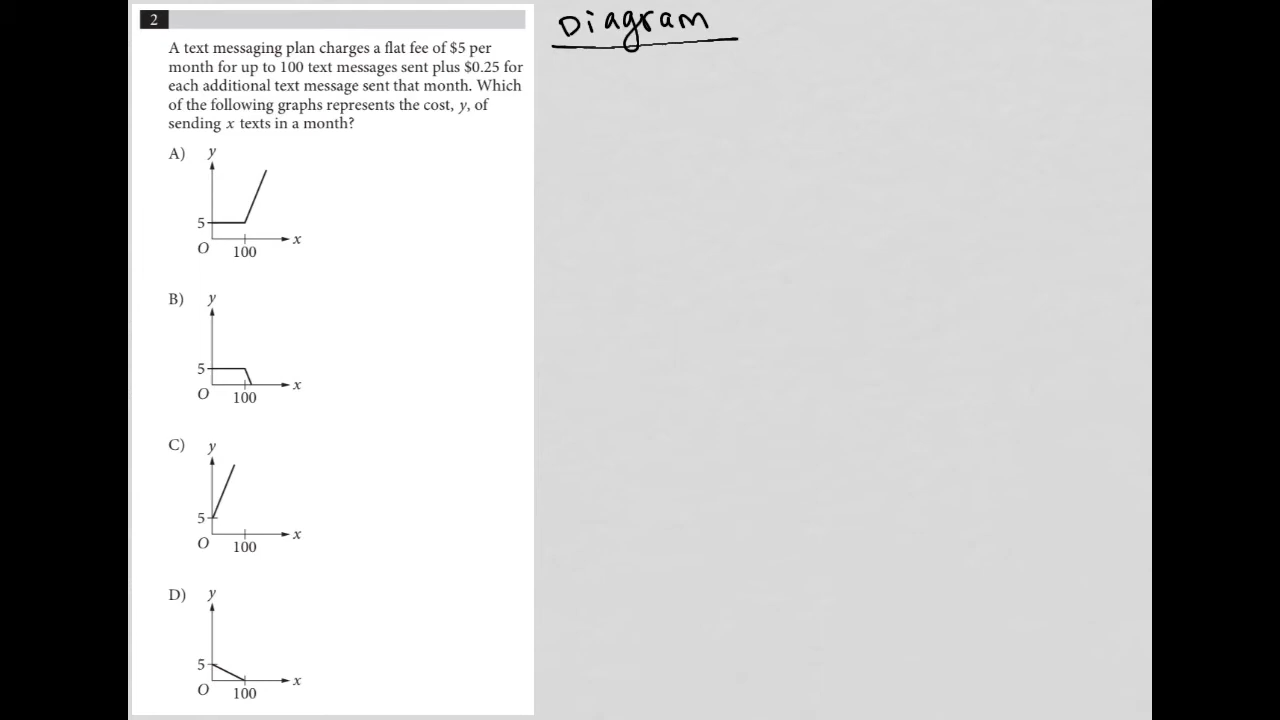 2
Diagram
A text messaging plan charges a flat fee of $5 per
month for up to 100 text messages sent plus $0.25 for
each additional text message sent that month. Which
of the following graphs represents the cost, y, of
sending x texts in a month?
A) y
5
O 100 x
B) y
5
O 100 x
C) y
5
O 100 x
D) y
5
O 100 x